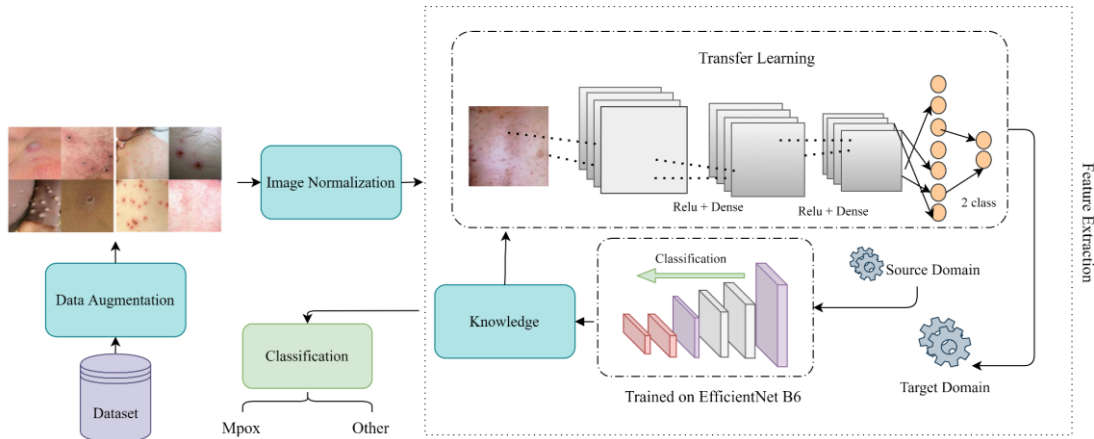 Transfer Learning
Image Normalization
Relu + Dense
Relu + Dense
2 class
Feature Extraction
Data Augmentation
Dataset
Classification
Mpox
Other
Knowledge
Classification
Trained on EfficientNet B6
Source Domain
Target Domain